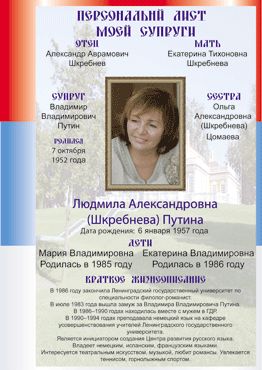 ПЕРСОНАЛЬНИЙ ЛИСТ
МОЕЙ СУПРУГИ
ОТЕЦ
Александр Аврамович
Шкребнев
МАТЬ
Екатерина Тихоновна
Шкребнева
СУПРУГ
Владимир
Владимирович
Путин
РОДИЛСЯ
7 октября
1952 года
СЕСТРА
Ольга
Александровна
(Шкребнева)
Цомаева
Людмила Александровна
(Шкребнева) Путина
Дата рождения: 6 января 1957 года
ДЕТИ
Мария Владимировна
Родилась в 1985 году
Екатерина Владимировна
Родилась в 1986 году
КРАТКОЕ ЖИЗНЕОПИСАНИЕ
В 1986 году закончила Ленинградский государственный университет по
специальности филолог-романист.
В июле 1983 года вышла замуж за Владимира Владимировича Путина.
В 1986–1990 годах находилась вместе с мужем в ГДР.
В 1990–1994 годах преподавала немецкий язык на кафедре
усовершенствования учителей Ленинградского государственного
университета.
Является инициатором создания Центра развития русского языка.
Владеет немецким, испанским, французскими языками.
Интересуется театральным искусством, музыкой, любит романы. Увлекается
теннисом, горнолыжным спортом.